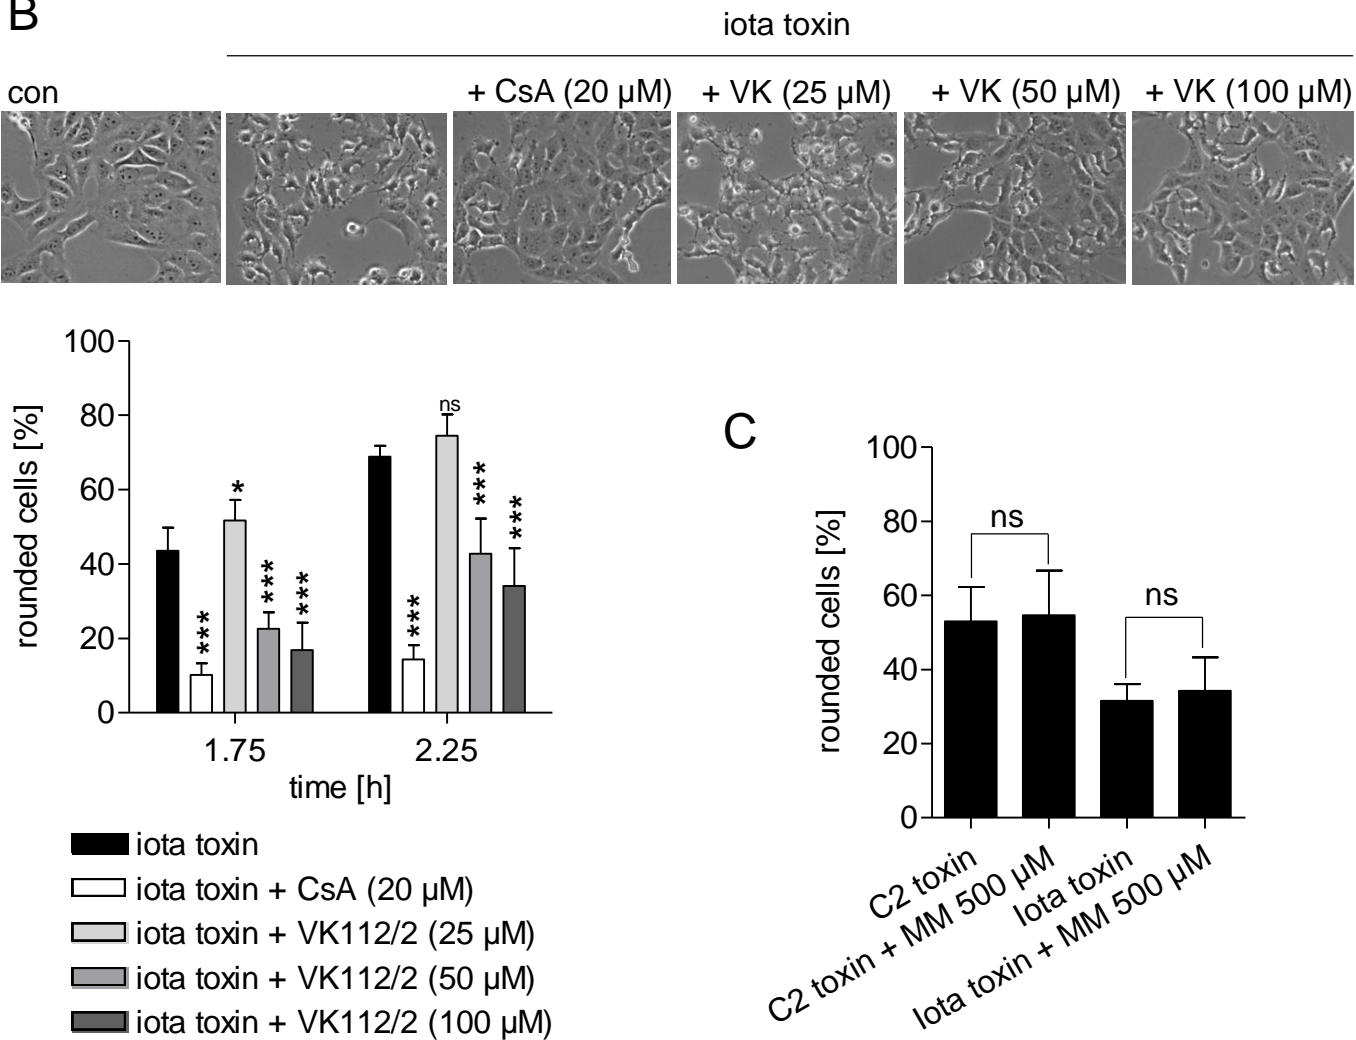 B
iota toxin
con
+ CsA (20 µM)
+ VK (25 µM)
+ VK (50 µM)
+ VK (100 µM)
rounded cells [%]
100
80
60
40
20
0
***
*
***
***
***
ns
***
***
1.75
2.25
time [h]
iota toxin
iota toxin + CsA (20 µM)
iota toxin + VK112/2 (25 µM)
iota toxin + VK112/2 (50 µM)
iota toxin + VK112/2 (100 µM)
C
rounded cells [%]
100
80
60
40
20
0
ns
ns
C2 toxin
C2 toxin + MM 500 µM
Iota toxin
Iota toxin + MM 500 µM